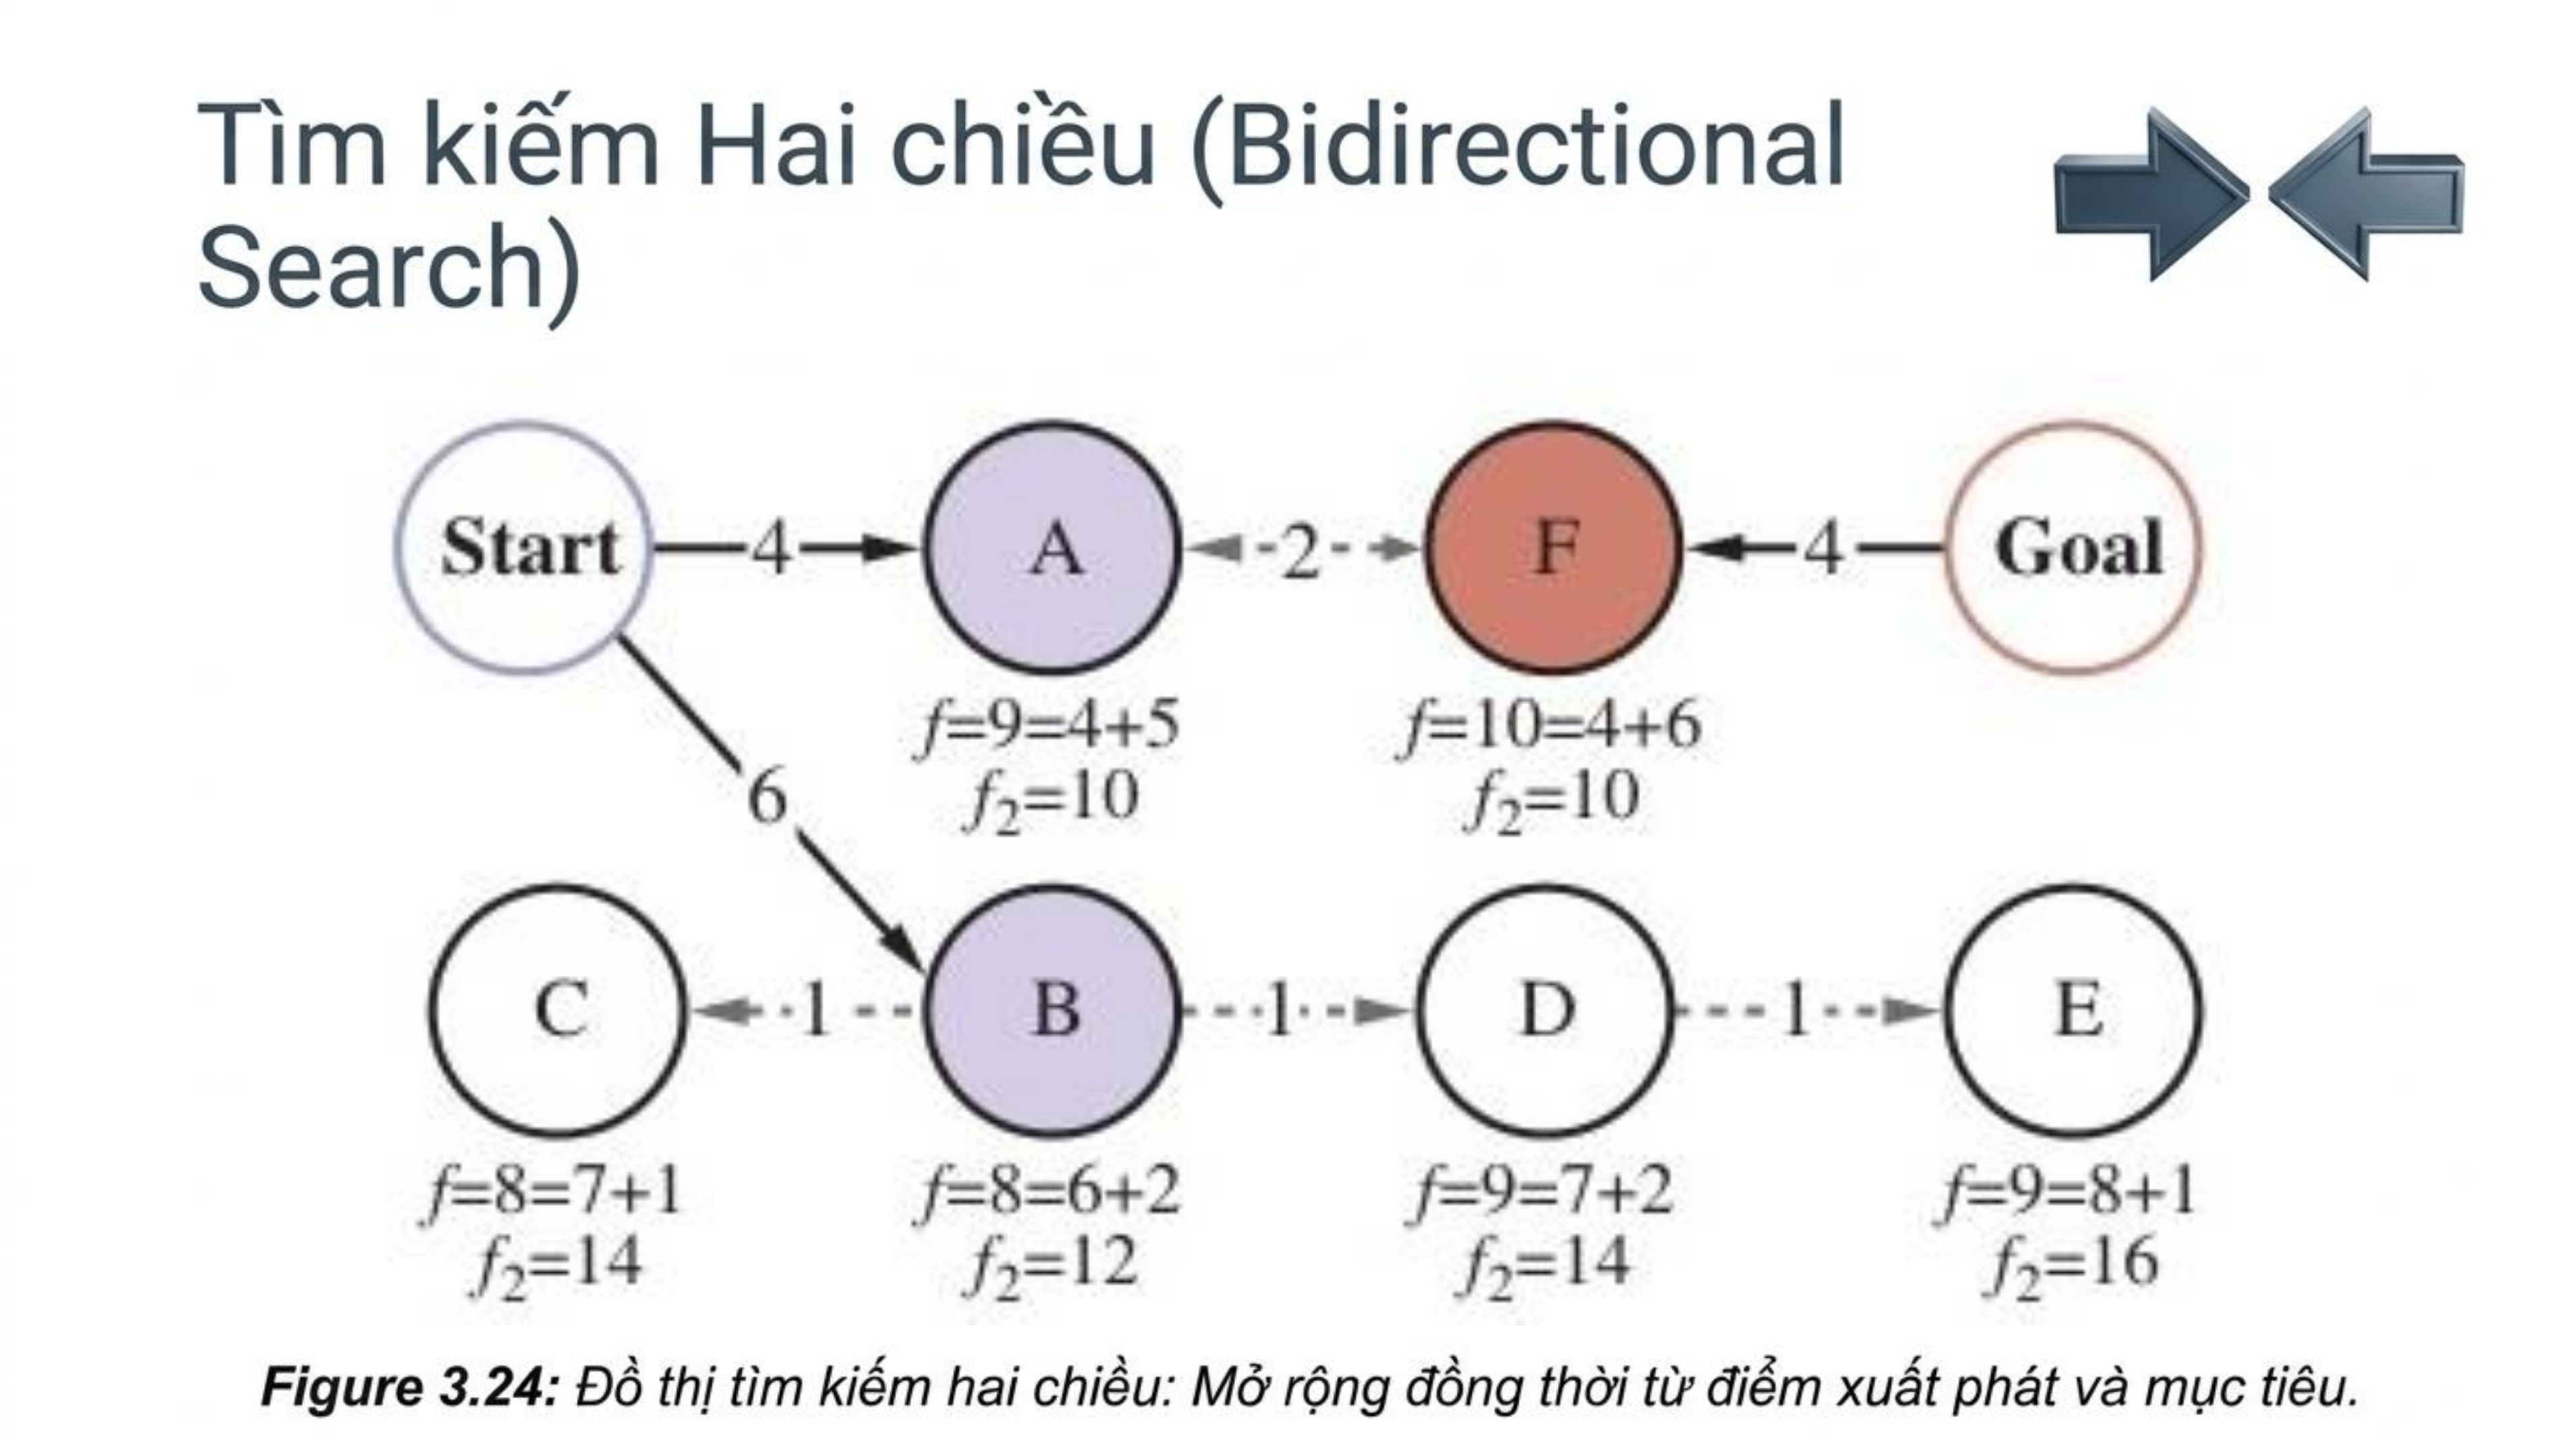 Tìm kiếm Hai chiều (Bidirectional
Search)
Start 4 A 2 F 4 Goal
f=9=4+5 f=10=4+6
f2=10 f2=10
6
C 1 B 1 D 1 E
f=8=7+1 f=8=6+2 f=9=7+2 f=9=8+1
f2=14 f2=12 f2=14 f2=16
Figure 3.24: Đồ thị tìm kiếm hai chiều: Mở rộng đồng thời từ điểm xuất phát và mục tiêu.